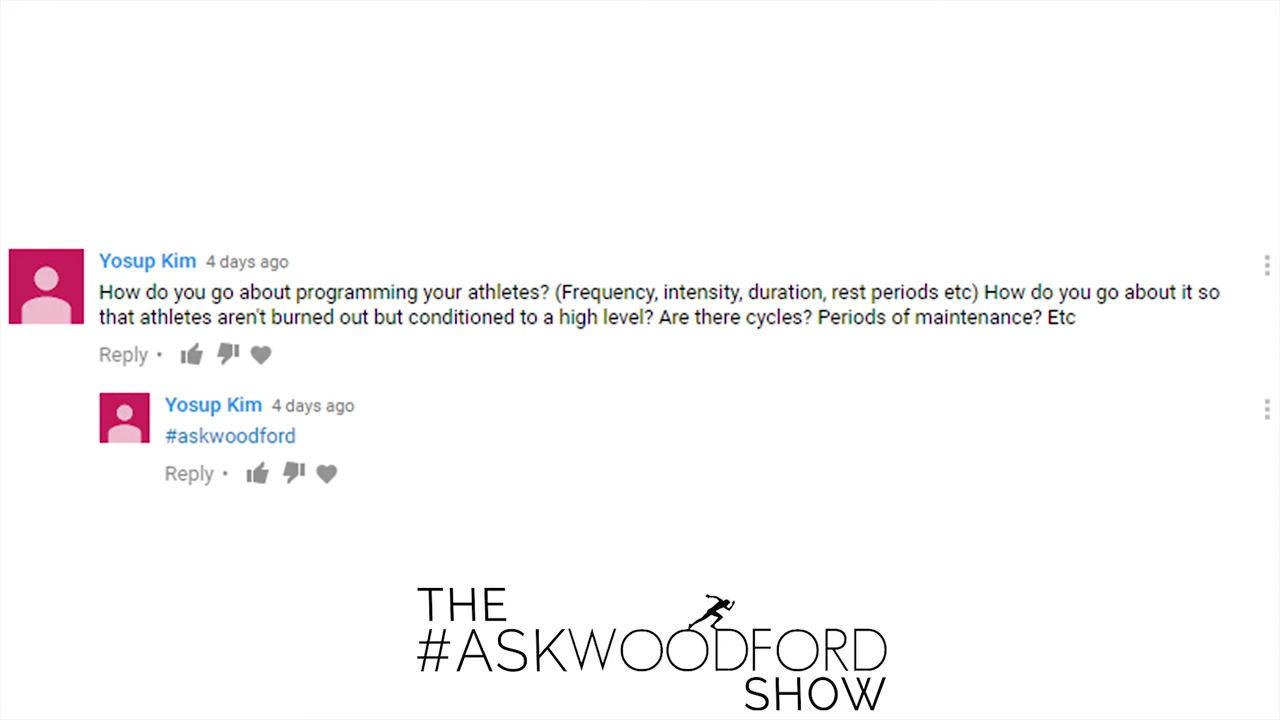 Yosup Kim 4 days ago
How do you go about programming your athletes? (Frequency, intensity, duration, rest periods etc) How do you go about it so
that athletes aren't burned out but conditioned to a high level? Are there cycles? Periods of maintenance? Etc
Reply •
Yosup Kim 4 days ago
#askwoodford
Reply •
THE
#ASKWOODFORD
SHOW